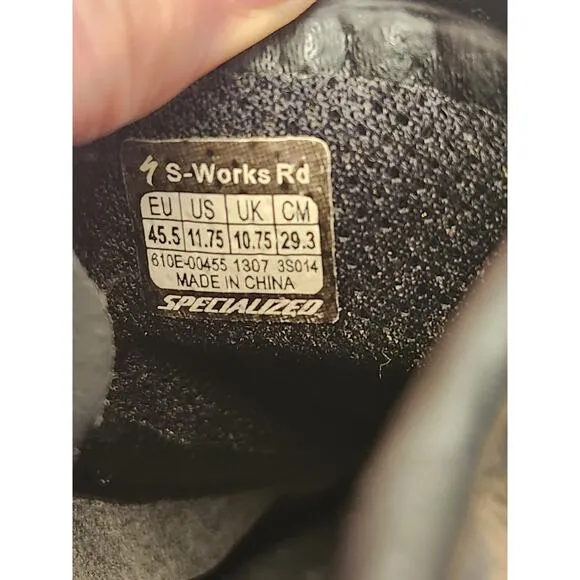 S-Works Rd
EU US UK CM
45.5 11.75 10.75 29.3
610E-00455 1307 3S014
MADE IN CHINA
SPECIALIZED